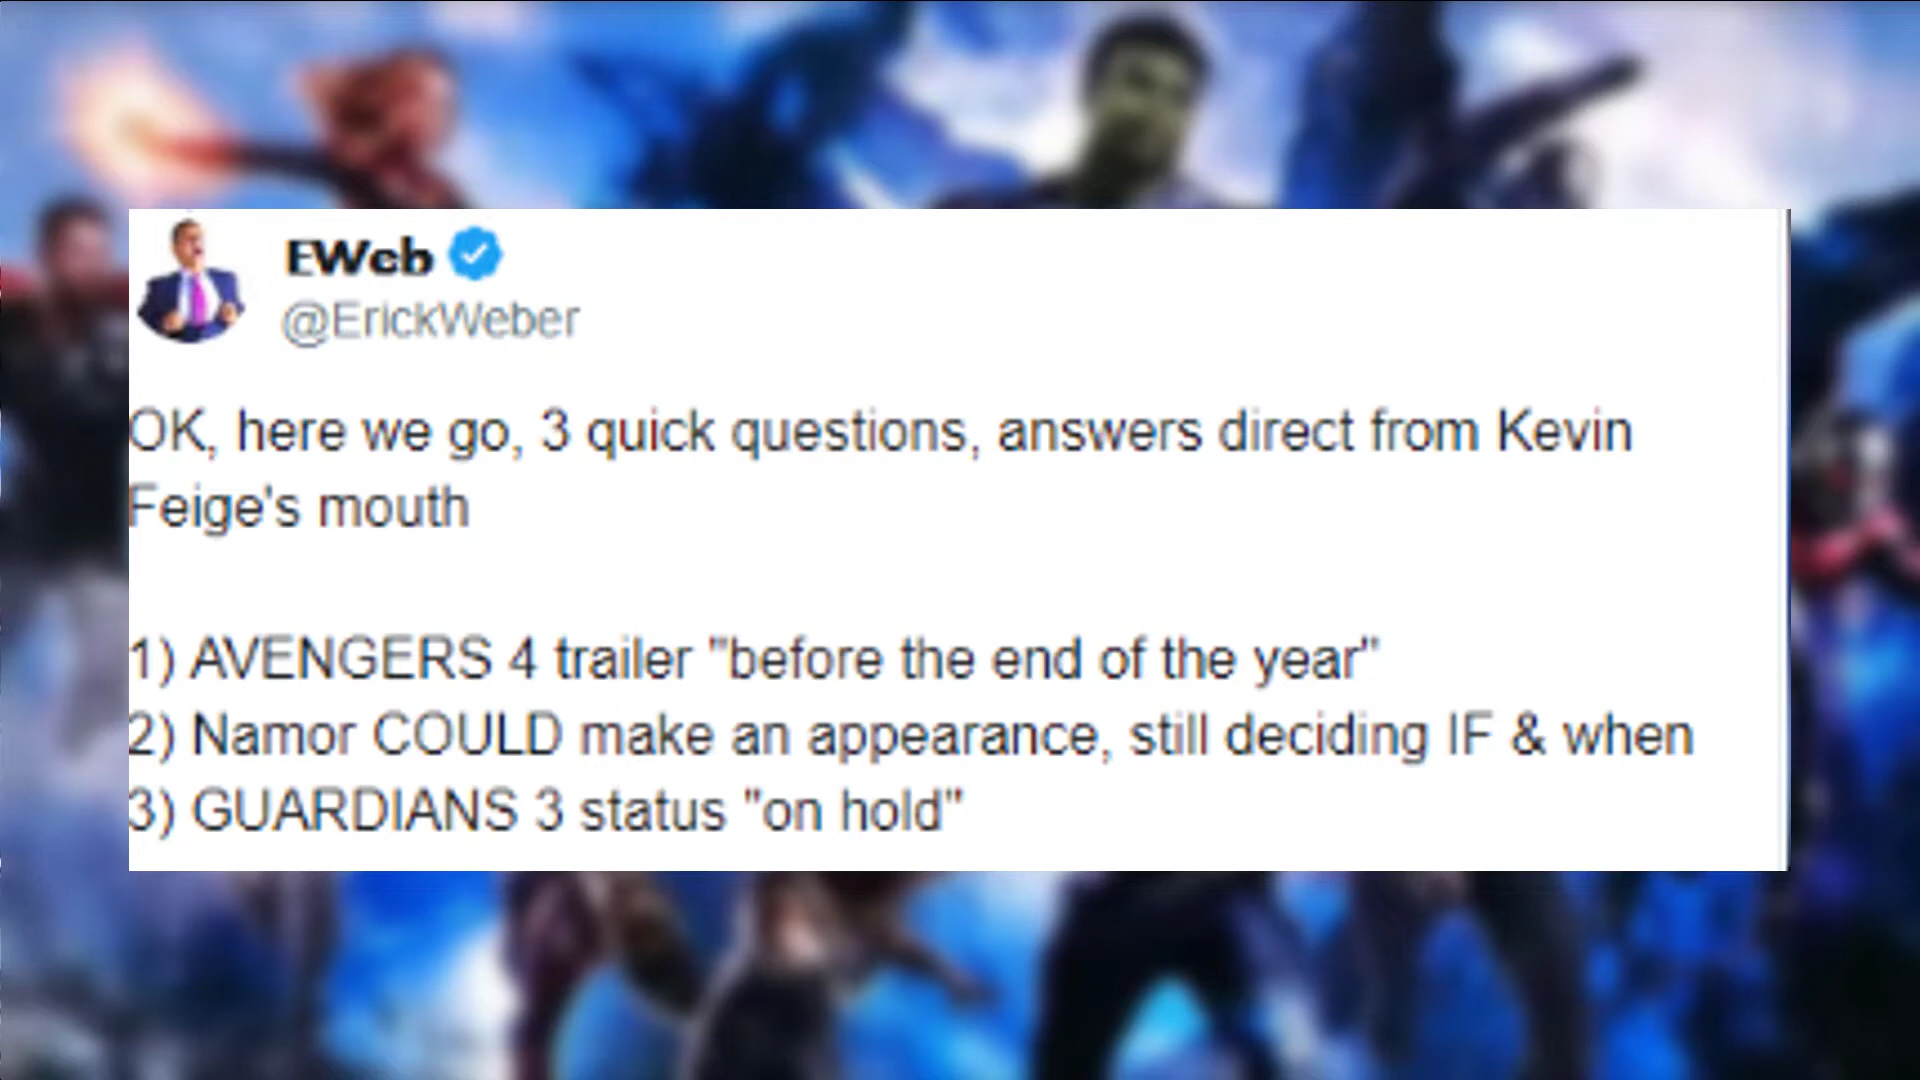 EWeb
@ErickWeber
OK, here we go, 3 quick questions, answers direct from Kevin
Feige's mouth
1) AVENGERS 4 trailer "before the end of the year"
2) Namor COULD make an appearance, still deciding IF & when
3) GUARDIANS 3 status "on hold"